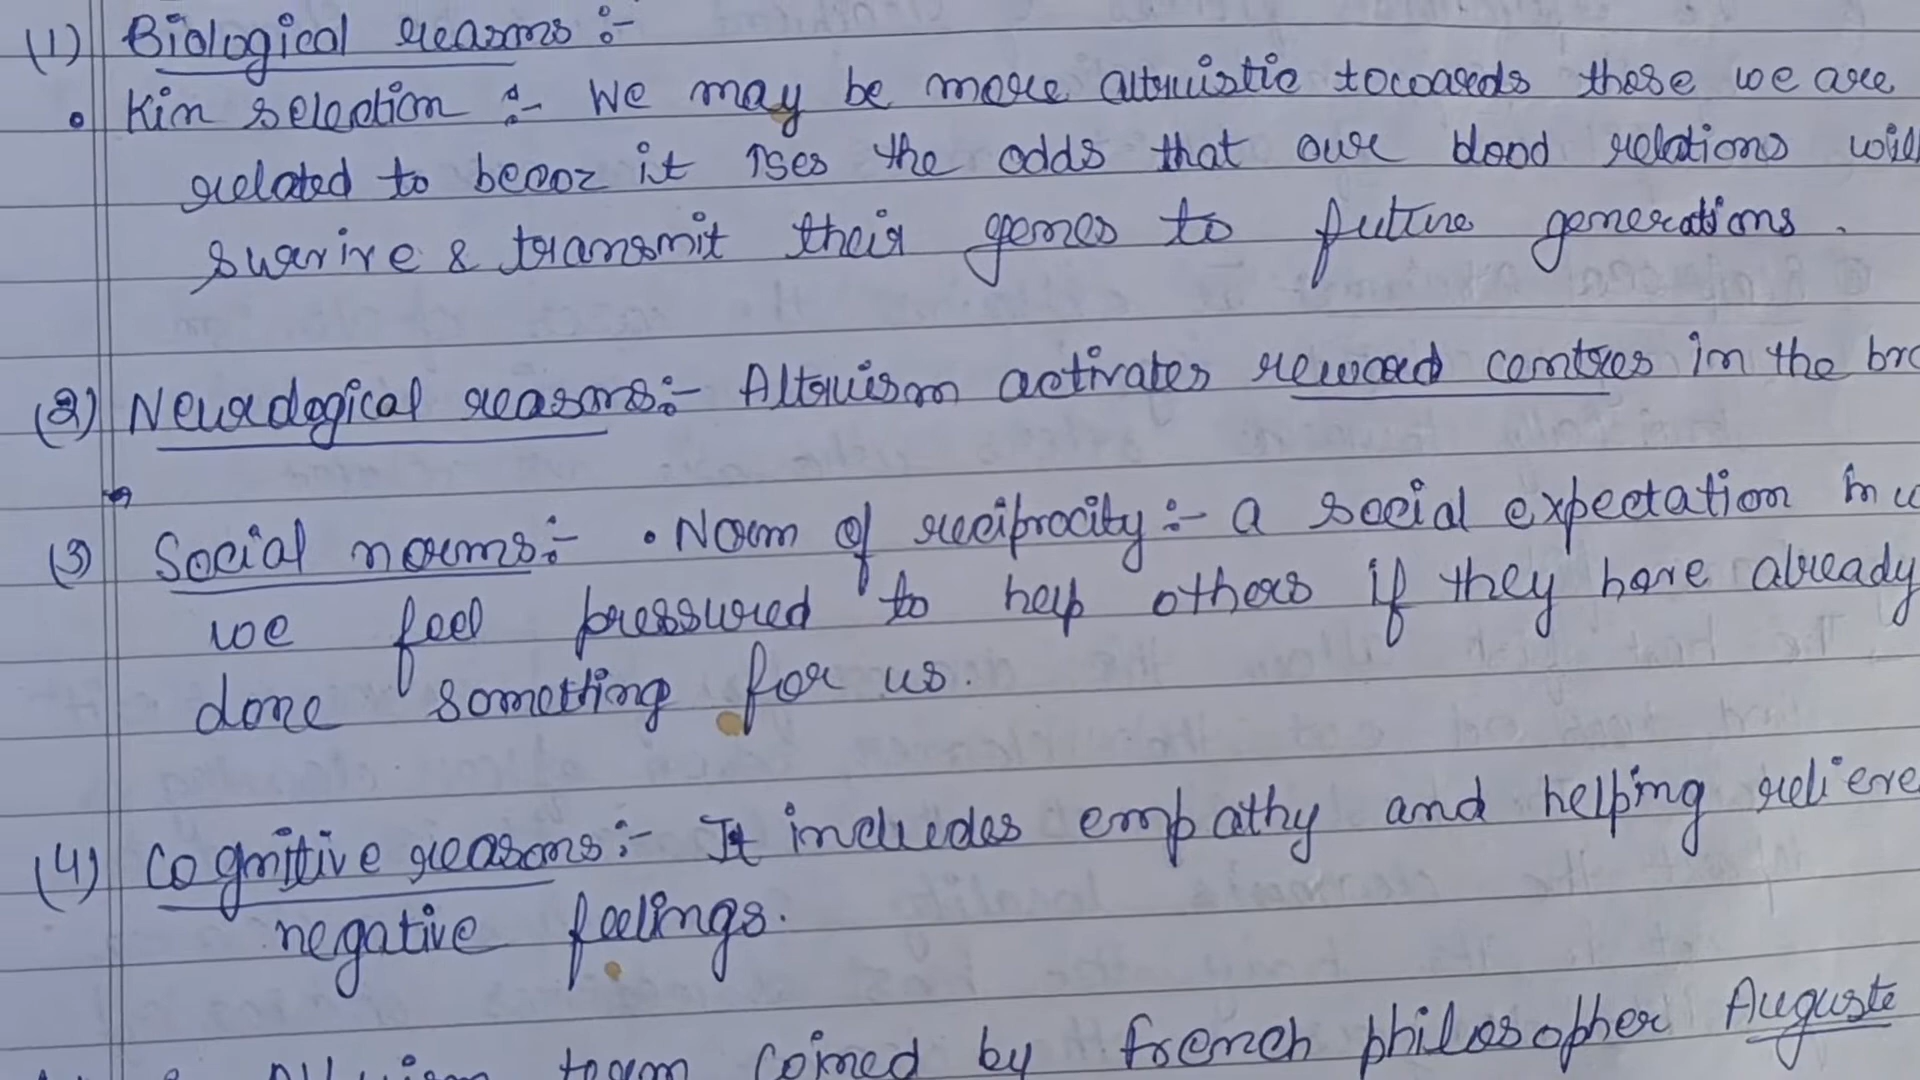 (1) Biological reasons :-
• Kin selection :- We may be more altruistic towards those we are
related to becoz it ↑ses the odds that our blood relations will
survive & transmit their genes to future generations.
(2) Neurological reasons:- Altruism activates reward centres in the
(3) Social norms:- • Norm of reciprocity:- a social expectation in
we feel pressured to help others if they have already
done something for us.
(4) Cognitive reasons:- It includes empathy and helping relieve
negative feelings.
Altruism term coined by french philosopher Auguste